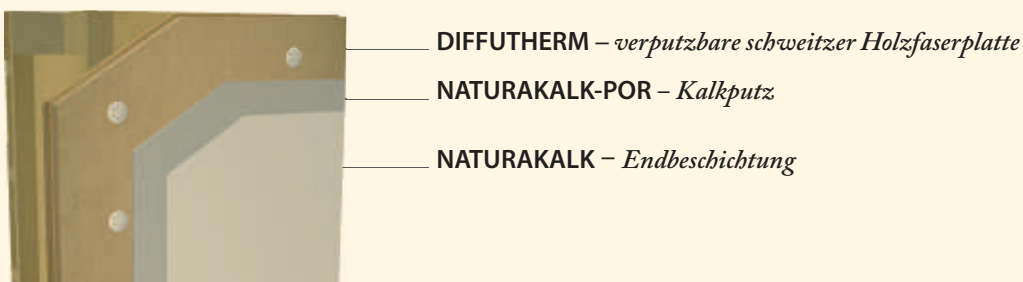 DIFFUTHERM – verputzbare schweitzer Holzfaserplatte
NATURAKALK-POR – Kalkputz
NATURAKALK – Endbeschichtung